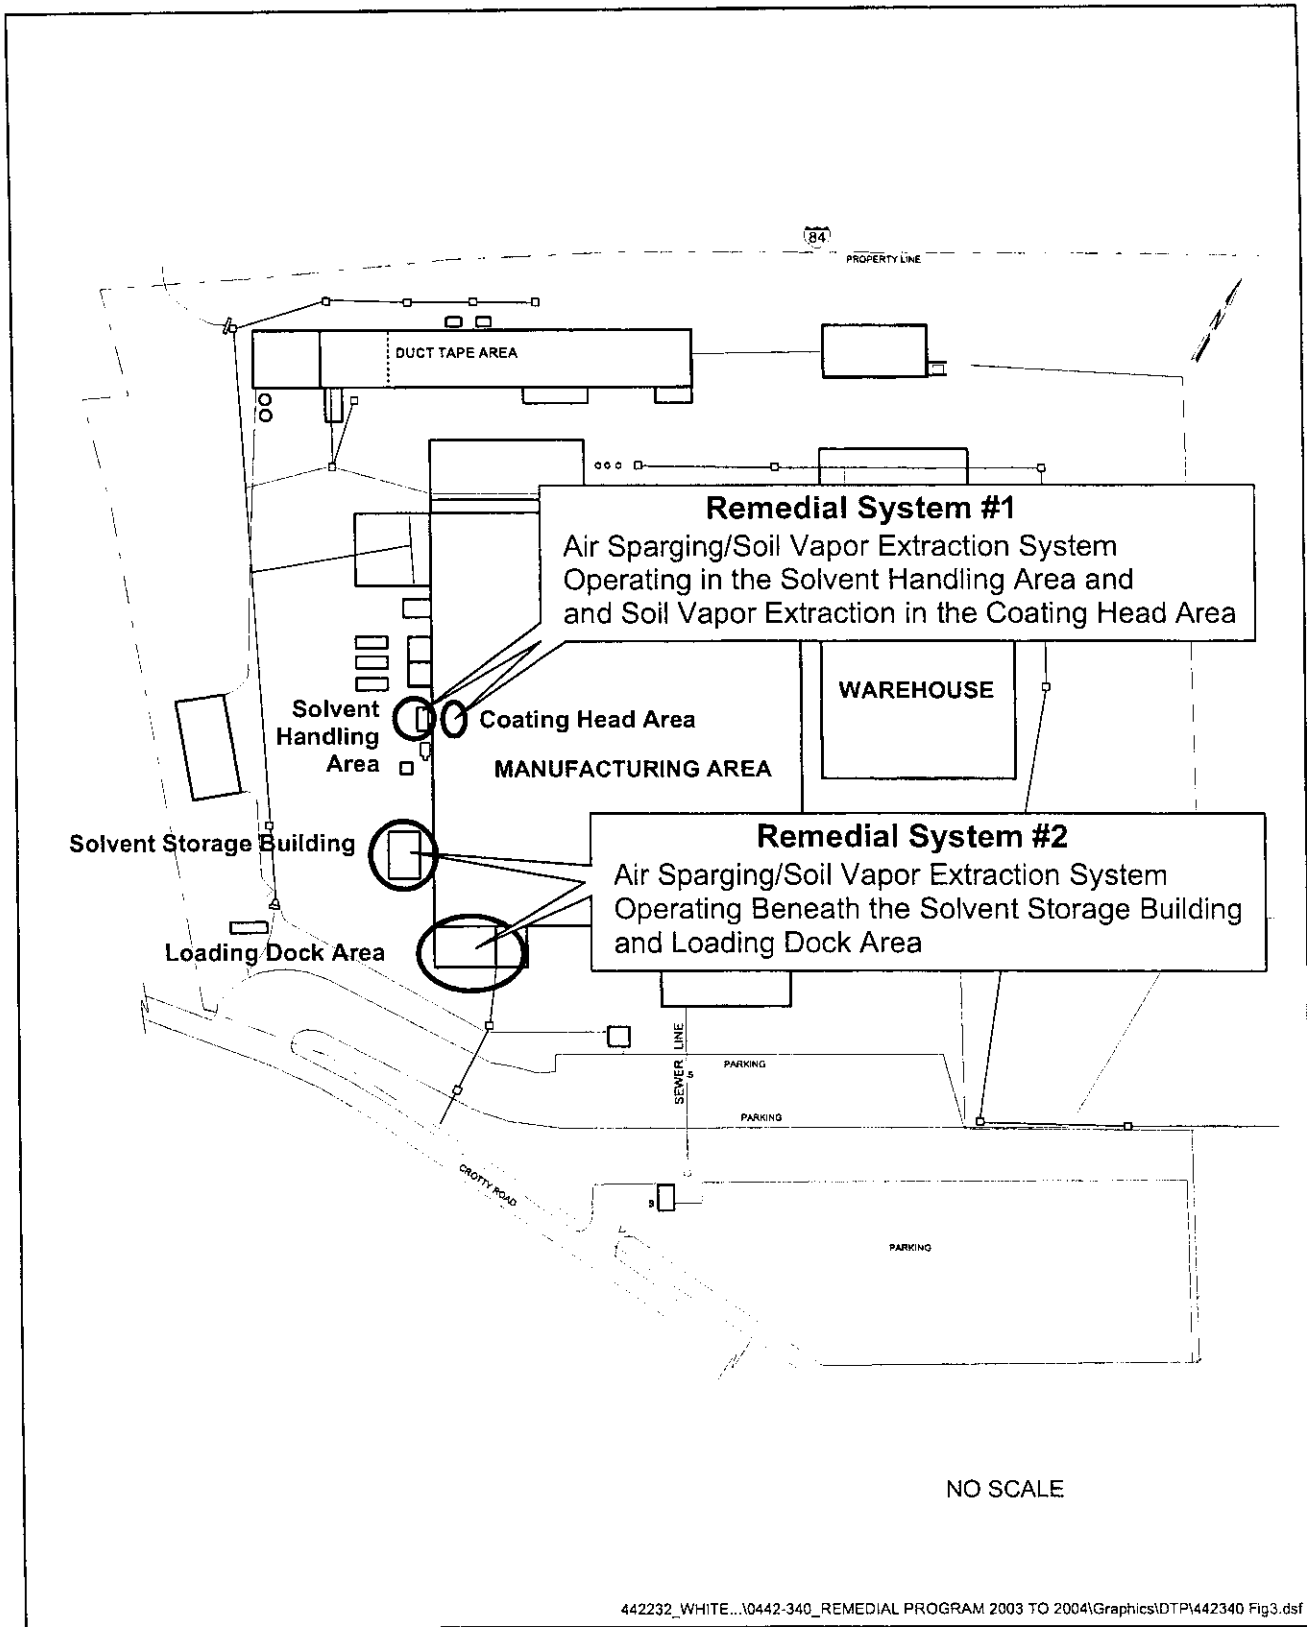 84
PROPERTY LINE
DUCT TAPE AREA
Remedial System #1
Air Sparging/Soil Vapor Extraction System
Operating in the Solvent Handling Area and
and Soil Vapor Extraction in the Coating Head Area
WAREHOUSE
Solvent
Handling
Area
Coating Head Area
MANUFACTURING AREA
Solvent Storage Building
Remedial System #2
Air Sparging/Soil Vapor Extraction System
Operating Beneath the Solvent Storage Building
and Loading Dock Area
Loading Dock Area
SEWER LINE
S
PARKING
PARKING
CROTTY ROAD
PARKING
NO SCALE
442232_WHITE...\0442-340_REMEDIAL PROGRAM 2003 TO 2004\Graphics\DTP\442340 Fig3.dsf